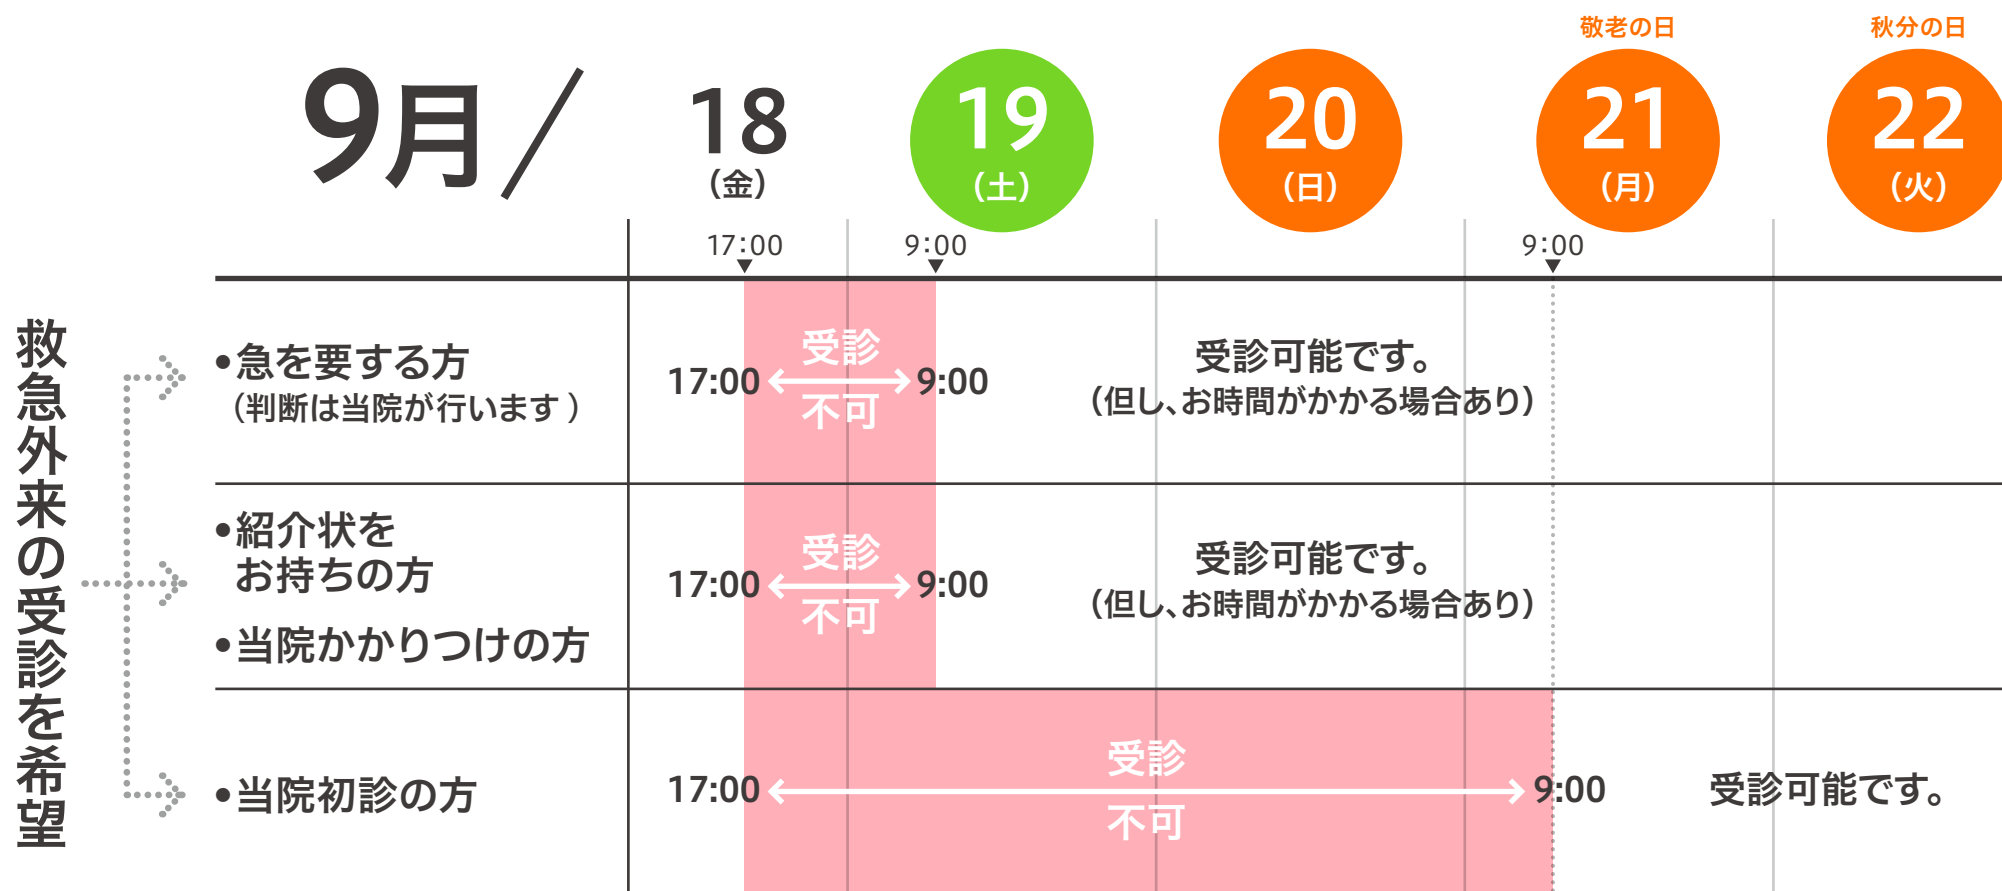 敬老の日
秋分の日
9月/
18
(金)
19
(土)
20
(日)
21
(月)
22
(火)
17:00
9:00
9:00
救急外来の受診を希望
•急を要する方
(判断は当院が行います)
17:00
受診
不可
9:00
受診可能です。
(但し、お時間がかかる場合あり)
•紹介状を
お持ちの方
•当院かかりつけの方
17:00
受診
不可
9:00
受診可能です。
(但し、お時間がかかる場合あり)
•当院初診の方
17:00
受診
不可
9:00
受診可能です。